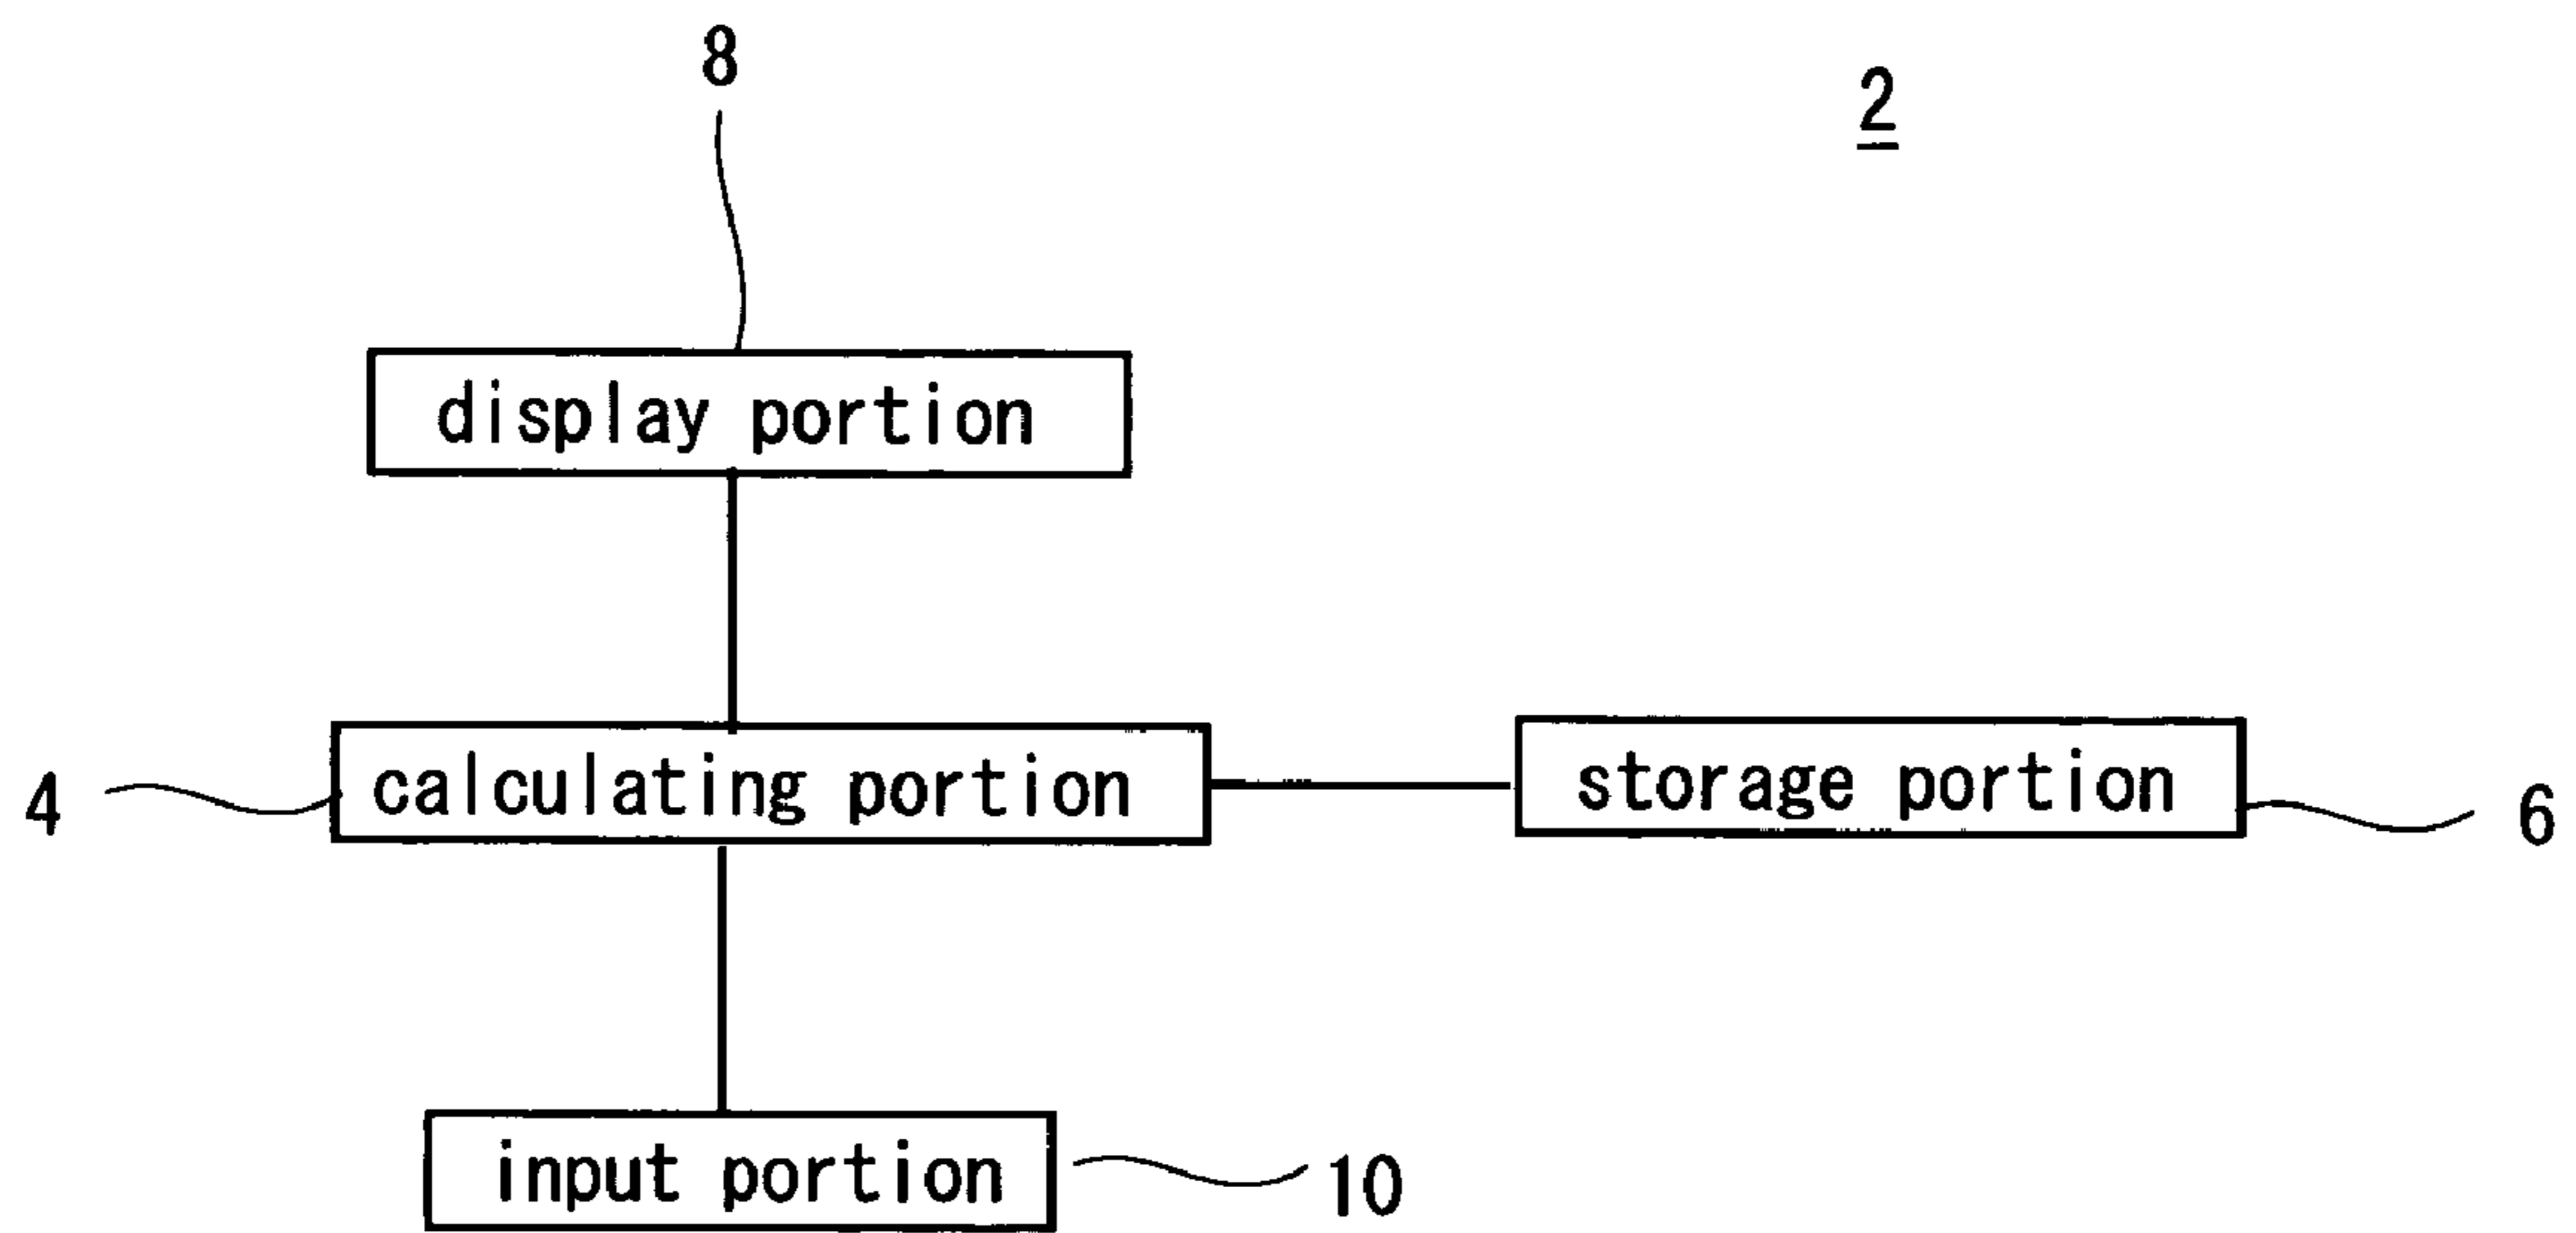 8
2
display portion
4
calculating portion
storage portion
6
input portion
10